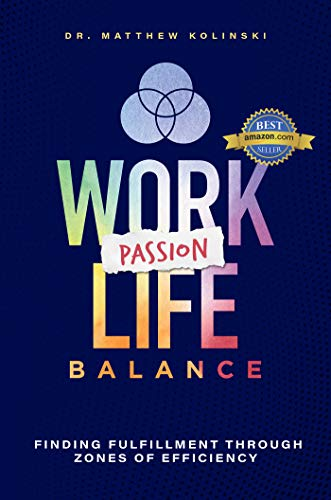 DR. MATTHEW KOLINSKI
BEST
amazon.com
SELLER
WORK
PASSION
LIFE
BALANCE
FINDING FULFILLMENT THROUGH
ZONES OF EFFICIENCY